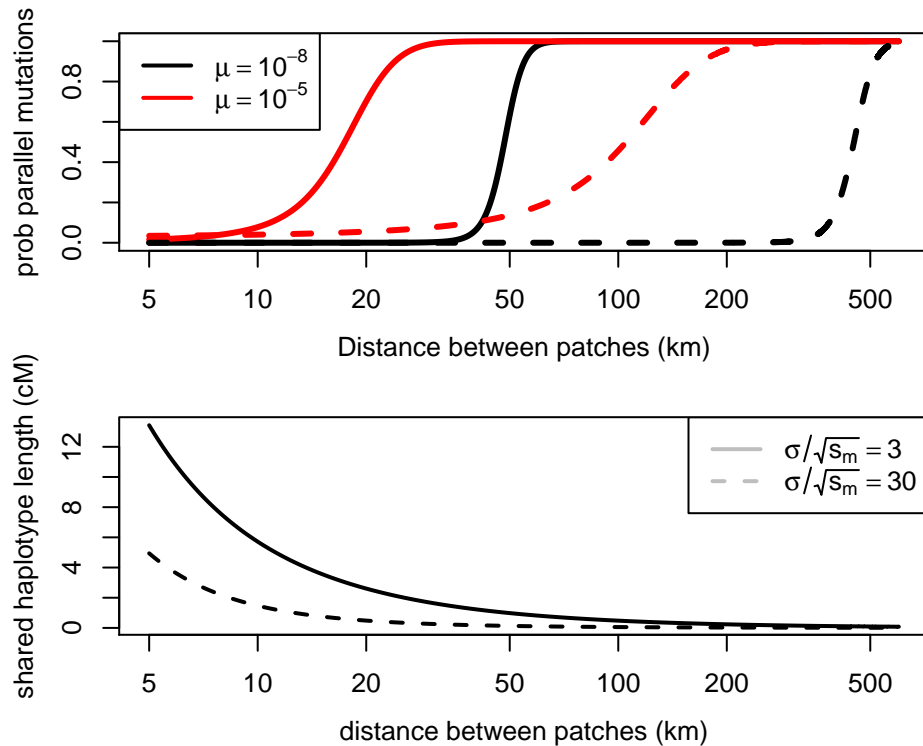 prob parallel mutations
0.0 0.4 0.8
μ = 10⁻⁸
μ = 10⁻⁵
5 10 20 50 100 200 500
Distance between patches (km)
shared haplotype length (cM)
0 4 8 12
σ/√sₘ = 3
σ/√sₘ = 30
5 10 20 50 100 200 500
distance between patches (km)